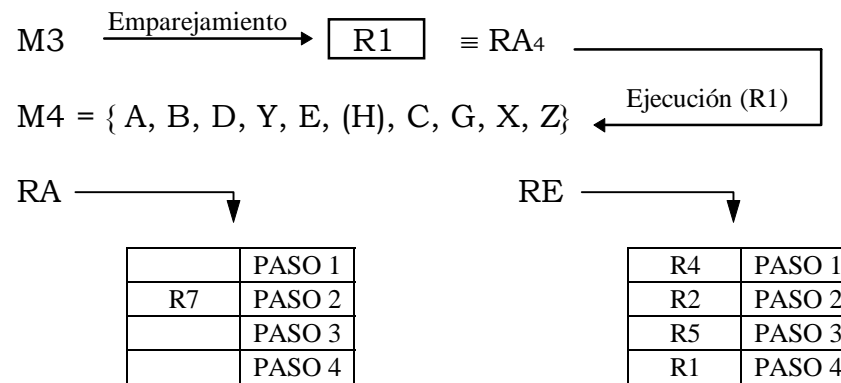 M3 Emparejamiento R1 ≡ RA4
M4 = { A, B, D, Y, E, (H), C, G, X, Z} Ejecución (R1)
RA RE
PASO 1 R4 PASO 1
R7 PASO 2 R2 PASO 2
PASO 3 R5 PASO 3
PASO 4 R1 PASO 4